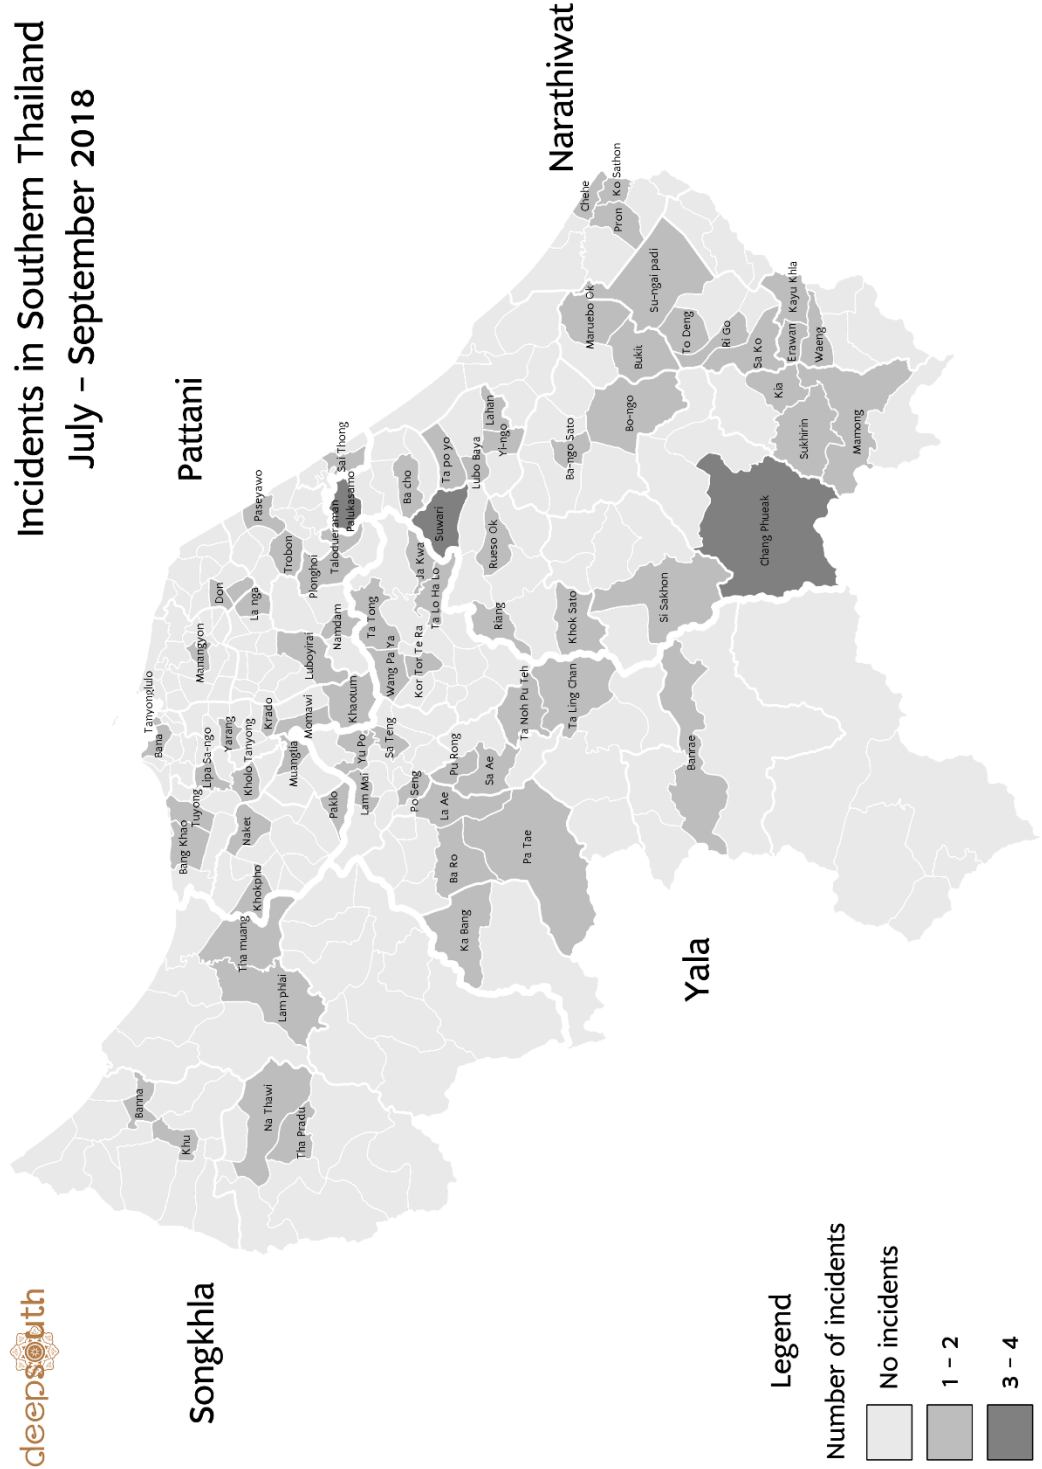 deepsouth
Incidents in Southern Thailand
July – September 2018
Songkhla
Pattani
Narathiwat
Yala
Banna
Khu
Na Thawi
Tha Pradu
Tha muang
Lam phlai
Bang Khao
Tuyong
Khokpho
Naket
Tanyonglulo
Bana
Lipa Sa-ngo
Yarang
Kholo Tanyong
Krado
Muangtia
Momawi
Paklo
Manangyon
Don
La nga
Luboyirai
Khaotum
Namdam
Paseyawo
Trobon
Plonghoi
Talodueraman
Palukasamo
Sai Thong
Ba cho
Ta po yo
Suwari
Lubo Baya
Lahan
Yi-ngo
Rueso Ok
Ja Kwa
Ta Lo Ha Lo
Ta Tong
Wang Pa Ya
Kor Tor Te Ra
Riang
Yu Po
Sa Teng
Lam Mai
Po Seng
Pu Rong
La Ae
Sa Ae
Ta Noh Pu Teh
Ta Ling Chan
Khok Sato
Si Sakhon
Ba Ro
Pa Tae
Ka Bang
Banrae
Ba-ngo Sato
Bo-ngo
Maruebo Ok
Bukit
Su-ngai padi
To Deng
Ri Go
Sa Ko
Chehe
Pron
Ko Sathon
Kayu Khla
Erawan
Waeng
Kia
Sukhirin
Mamong
Chang Phueak
Legend
Number of incidents
No incidents
1 – 2
3 – 4